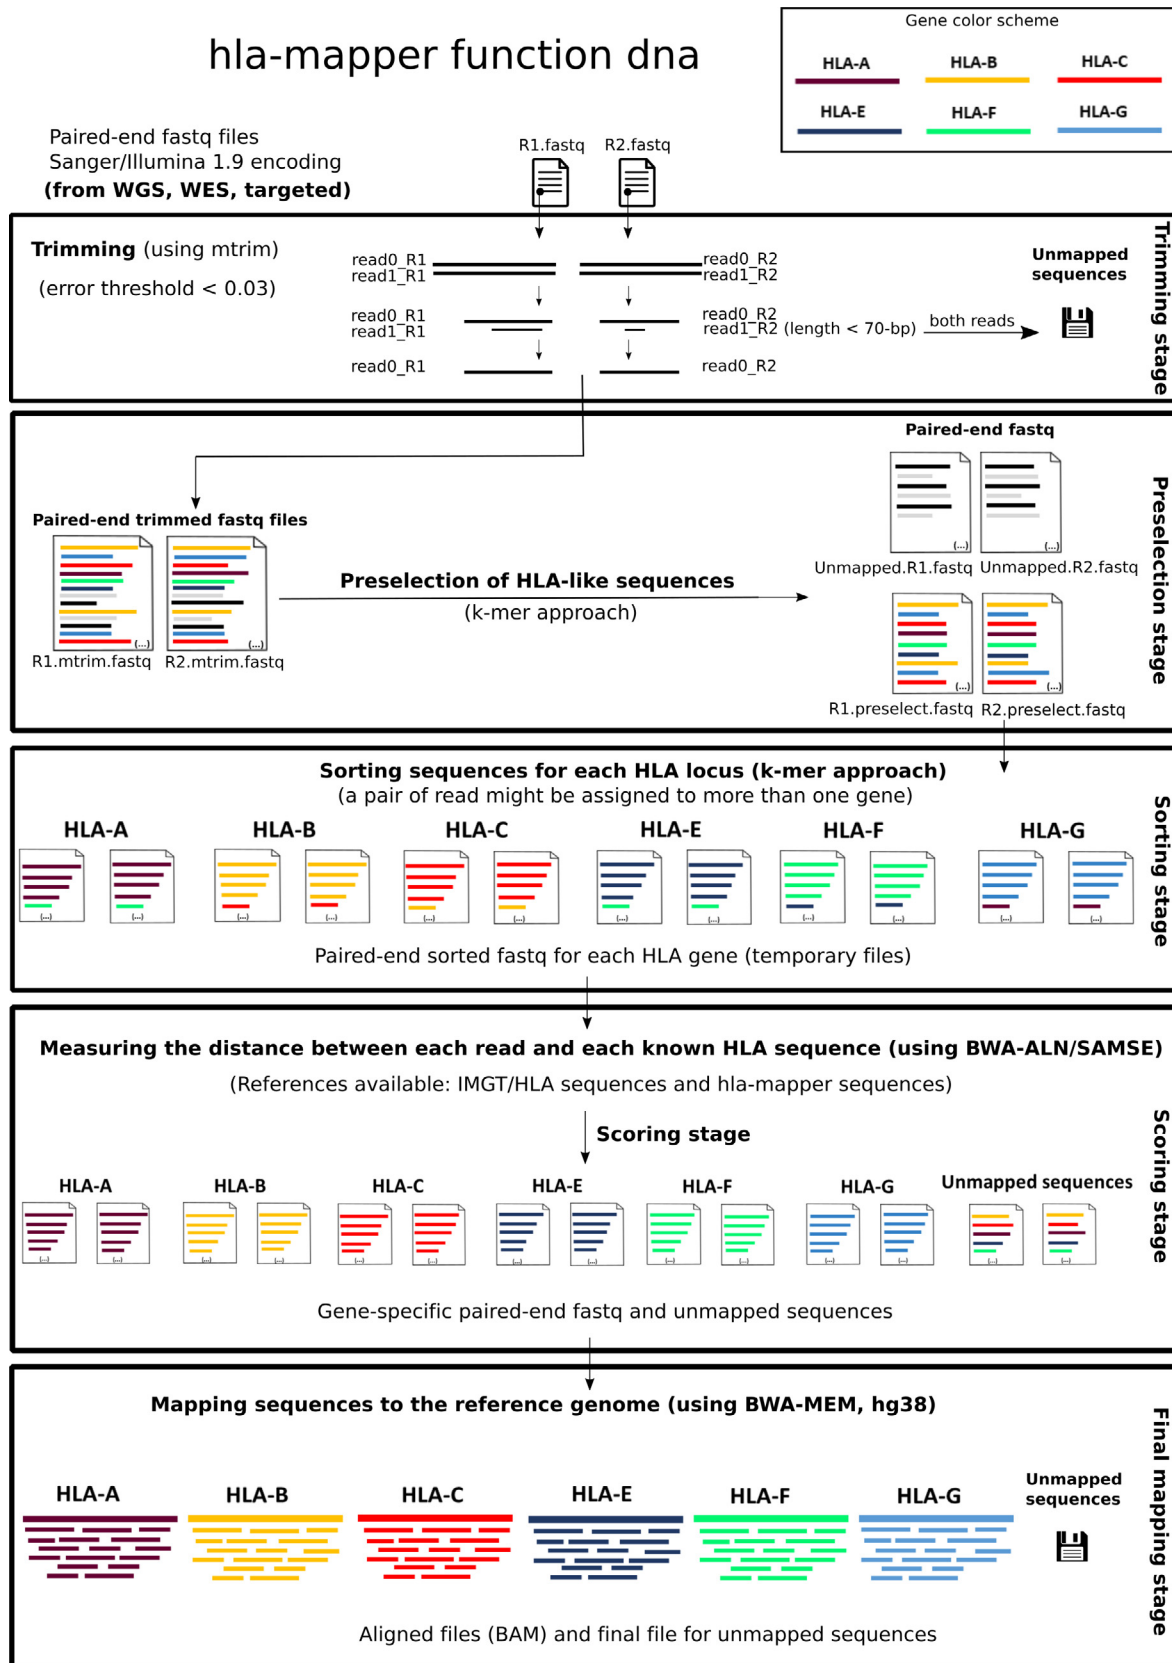 hla-mapper function dna
Gene color scheme
HLA-A
HLA-B
HLA-C
HLA-E
HLA-F
HLA-G
Paired-end fastq files
Sanger/Illumina 1.9 encoding
(from WGS, WES, targeted)
R1.fastq
R2.fastq
Trimming stage
Trimming (using mtrim)
(error threshold < 0.03)
read0_R1
read1_R1
read0_R2
read1_R2
read0_R1
read1_R1
read0_R2
read1_R2 (length < 70-bp)
both reads
read0_R1
read0_R2
Unmapped
sequences
Preselection stage
Paired-end fastq
(...)
(...)
Unmapped.R1.fastq
Unmapped.R2.fastq
Paired-end trimmed fastq files
(...)
(...)
R1.mtrim.fastq
R2.mtrim.fastq
Preselection of HLA-like sequences
(k-mer approach)
(...)
(...)
R1.preselect.fastq
R2.preselect.fastq
Sorting stage
Sorting sequences for each HLA locus (k-mer approach)
(a pair of read might be assigned to more than one gene)
HLA-A
HLA-B
HLA-C
HLA-E
HLA-F
HLA-G
(...)
(...)
(...)
(...)
(...)
(...)
(...)
(...)
(...)
(...)
(...)
(...)
Paired-end sorted fastq for each HLA gene (temporary files)
Scoring stage
Measuring the distance between each read and each known HLA sequence (using BWA-ALN/SAMSE)
(References available: IMGT/HLA sequences and hla-mapper sequences)
Scoring stage
HLA-A
HLA-B
HLA-C
HLA-E
HLA-F
HLA-G
Unmapped sequences
(...)
(...)
(...)
(...)
(...)
(...)
(...)
(...)
(...)
(...)
(...)
(...)
(...)
(...)
Gene-specific paired-end fastq and unmapped sequences
Final mapping stage
Mapping sequences to the reference genome (using BWA-MEM, hg38)
HLA-A
HLA-B
HLA-C
HLA-E
HLA-F
HLA-G
Unmapped
sequences
Aligned files (BAM) and final file for unmapped sequences